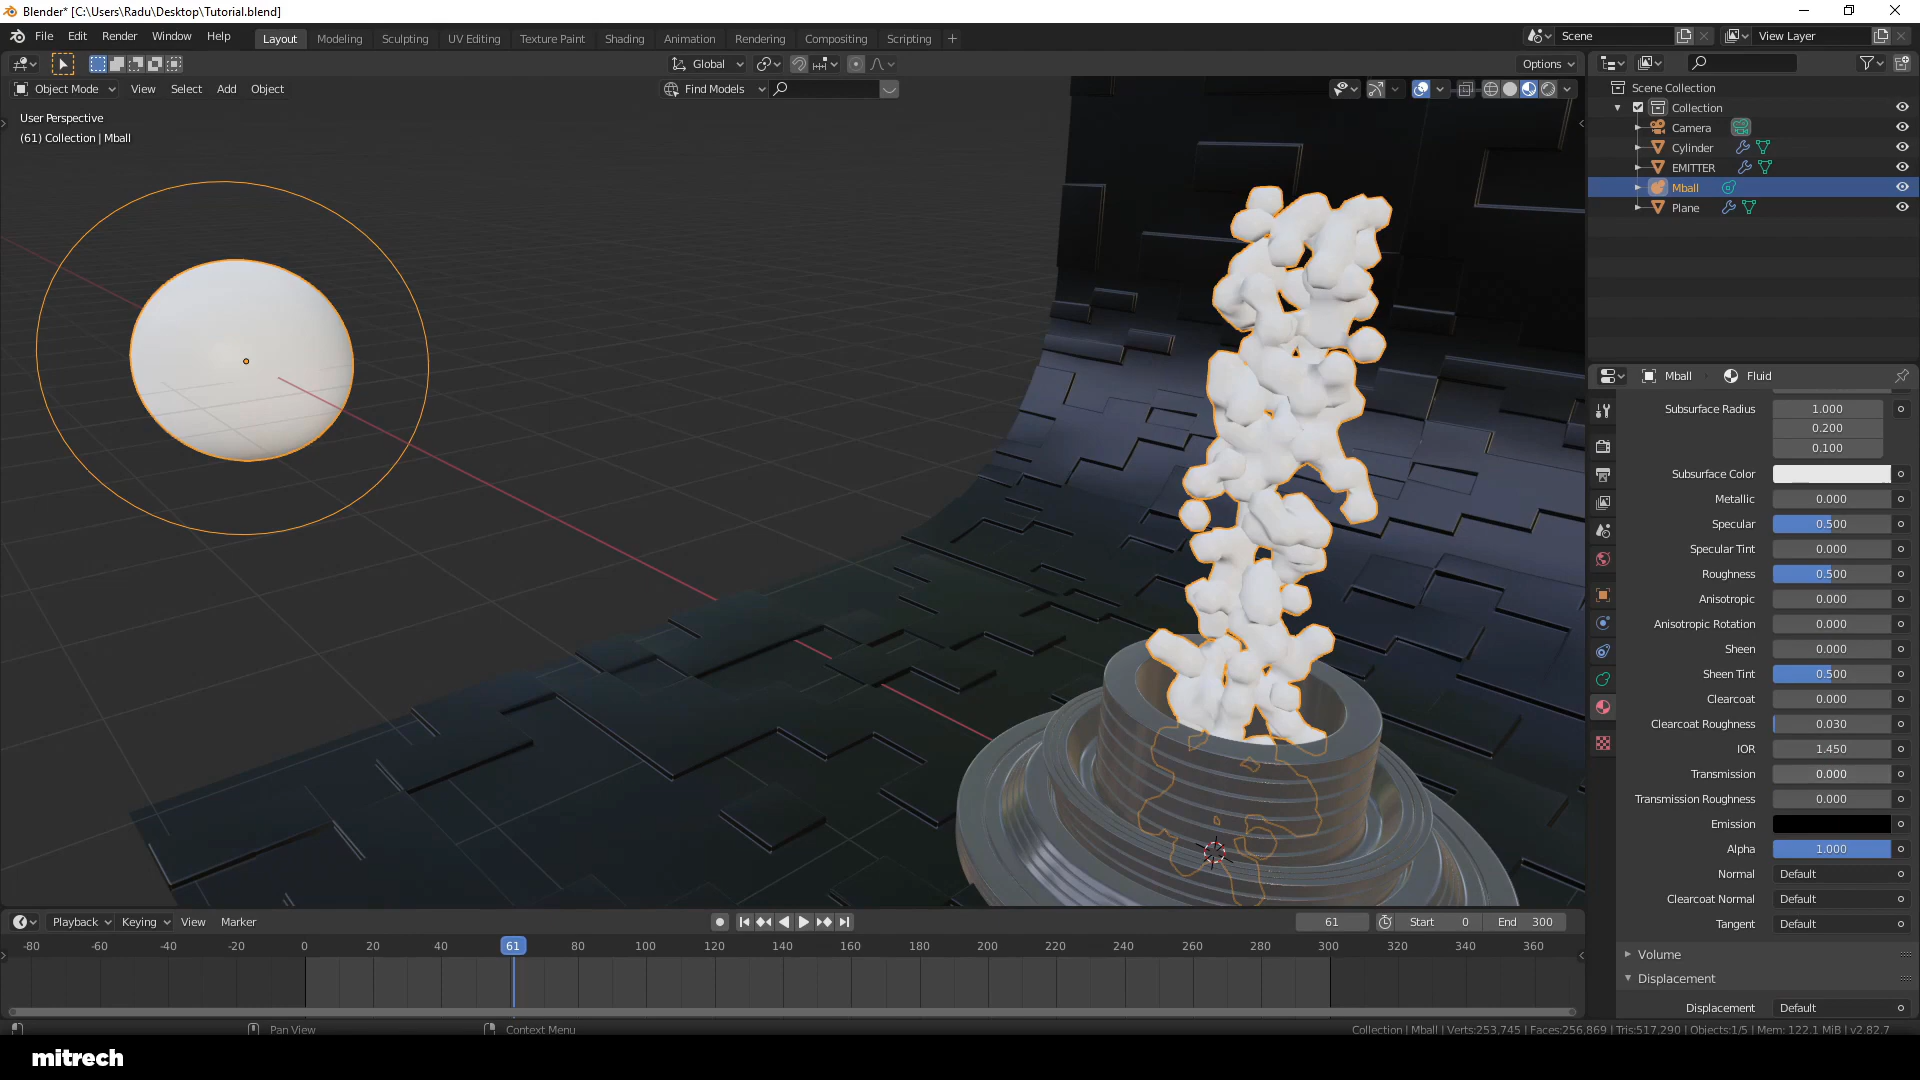 Blender* [C:\Users\Radu\Desktop\Tutorial.blend]
File Edit Render Window Help
Layout Modeling Sculpting UV Editing Texture Paint Shading Animation Rendering Compositing Scripting +
Scene
View Layer
Global
Options
Object Mode View Select Add Object
Find Models
User Perspective
(61) Collection | Mball
Scene Collection
Collection
Camera
Cylinder
EMITTER
Mball
Plane
Mball
Fluid
Subsurface Radius 1.000
0.200
0.100
Subsurface Color
Metallic 0.000
Specular 0.500
Specular Tint 0.000
Roughness 0.500
Anisotropic 0.000
Anisotropic Rotation 0.000
Sheen 0.000
Sheen Tint 0.500
Clearcoat 0.000
Clearcoat Roughness 0.030
IOR 1.450
Transmission 0.000
Transmission Roughness 0.000
Emission
Alpha 1.000
Normal Default
Clearcoat Normal Default
Tangent Default
Volume
Displacement
Displacement Default
Playback Keying View Marker
61
Start 0
End 300
-80 -60 -40 -20 0 20 40 61 80 100 120 140 160 180 200 220 240 260 280 300 320 340 360
Pan View
Context Menu
Collection | Mball | Verts:253,745 | Faces:256,869 | Tris:517,290 | Objects:1/5 | Mem: 122.1 MiB | v2.82.7
mitrech